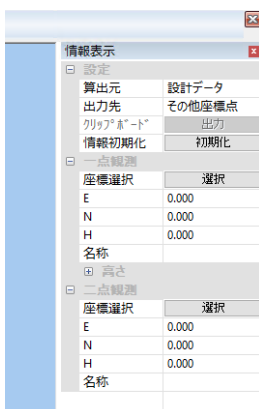 情報表示
設定
算出元 設計データ
出力先 その他座標点
ｸﾘｯﾌﾟﾎﾞｰﾄﾞ 出力
情報初期化 初期化
一点観測
座標選択 選択
E 0.000
N 0.000
H 0.000
名称
高さ
二点観測
座標選択 選択
E 0.000
N 0.000
H 0.000
名称